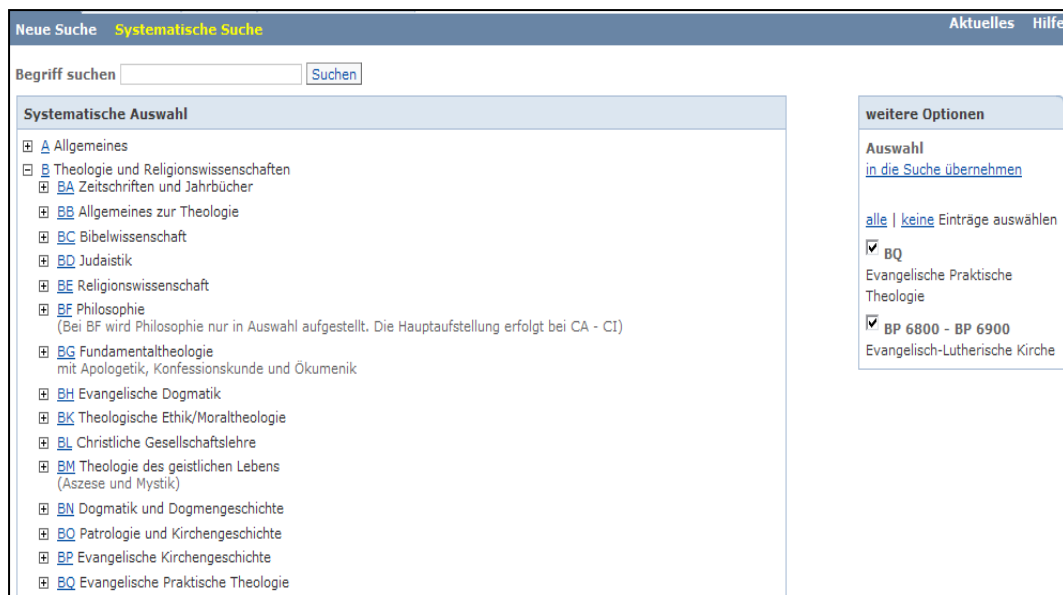 Neue Suche Systematische Suche Aktuelles Hilfe
Begriff suchen Suchen
Systematische Auswahl
A Allgemeines
B Theologie und Religionswissenschaften
BA Zeitschriften und Jahrbücher
BB Allgemeines zur Theologie
BC Bibelwissenschaft
BD Judaistik
BE Religionswissenschaft
BF Philosophie
(Bei BF wird Philosophie nur in Auswahl aufgestellt. Die Hauptaufstellung erfolgt bei CA - CI)
BG Fundamentaltheologie
mit Apologetik, Konfessionskunde und Ökumenik
BH Evangelische Dogmatik
BK Theologische Ethik/Moraltheologie
BL Christliche Gesellschaftslehre
BM Theologie des geistlichen Lebens
(Aszese und Mystik)
BN Dogmatik und Dogmengeschichte
BO Patrologie und Kirchengeschichte
BP Evangelische Kirchengeschichte
BQ Evangelische Praktische Theologie
weitere Optionen
Auswahl
in die Suche übernehmen
alle | keine Einträge auswählen
BQ
Evangelische Praktische
Theologie
BP 6800 - BP 6900
Evangelisch-Lutherische Kirche